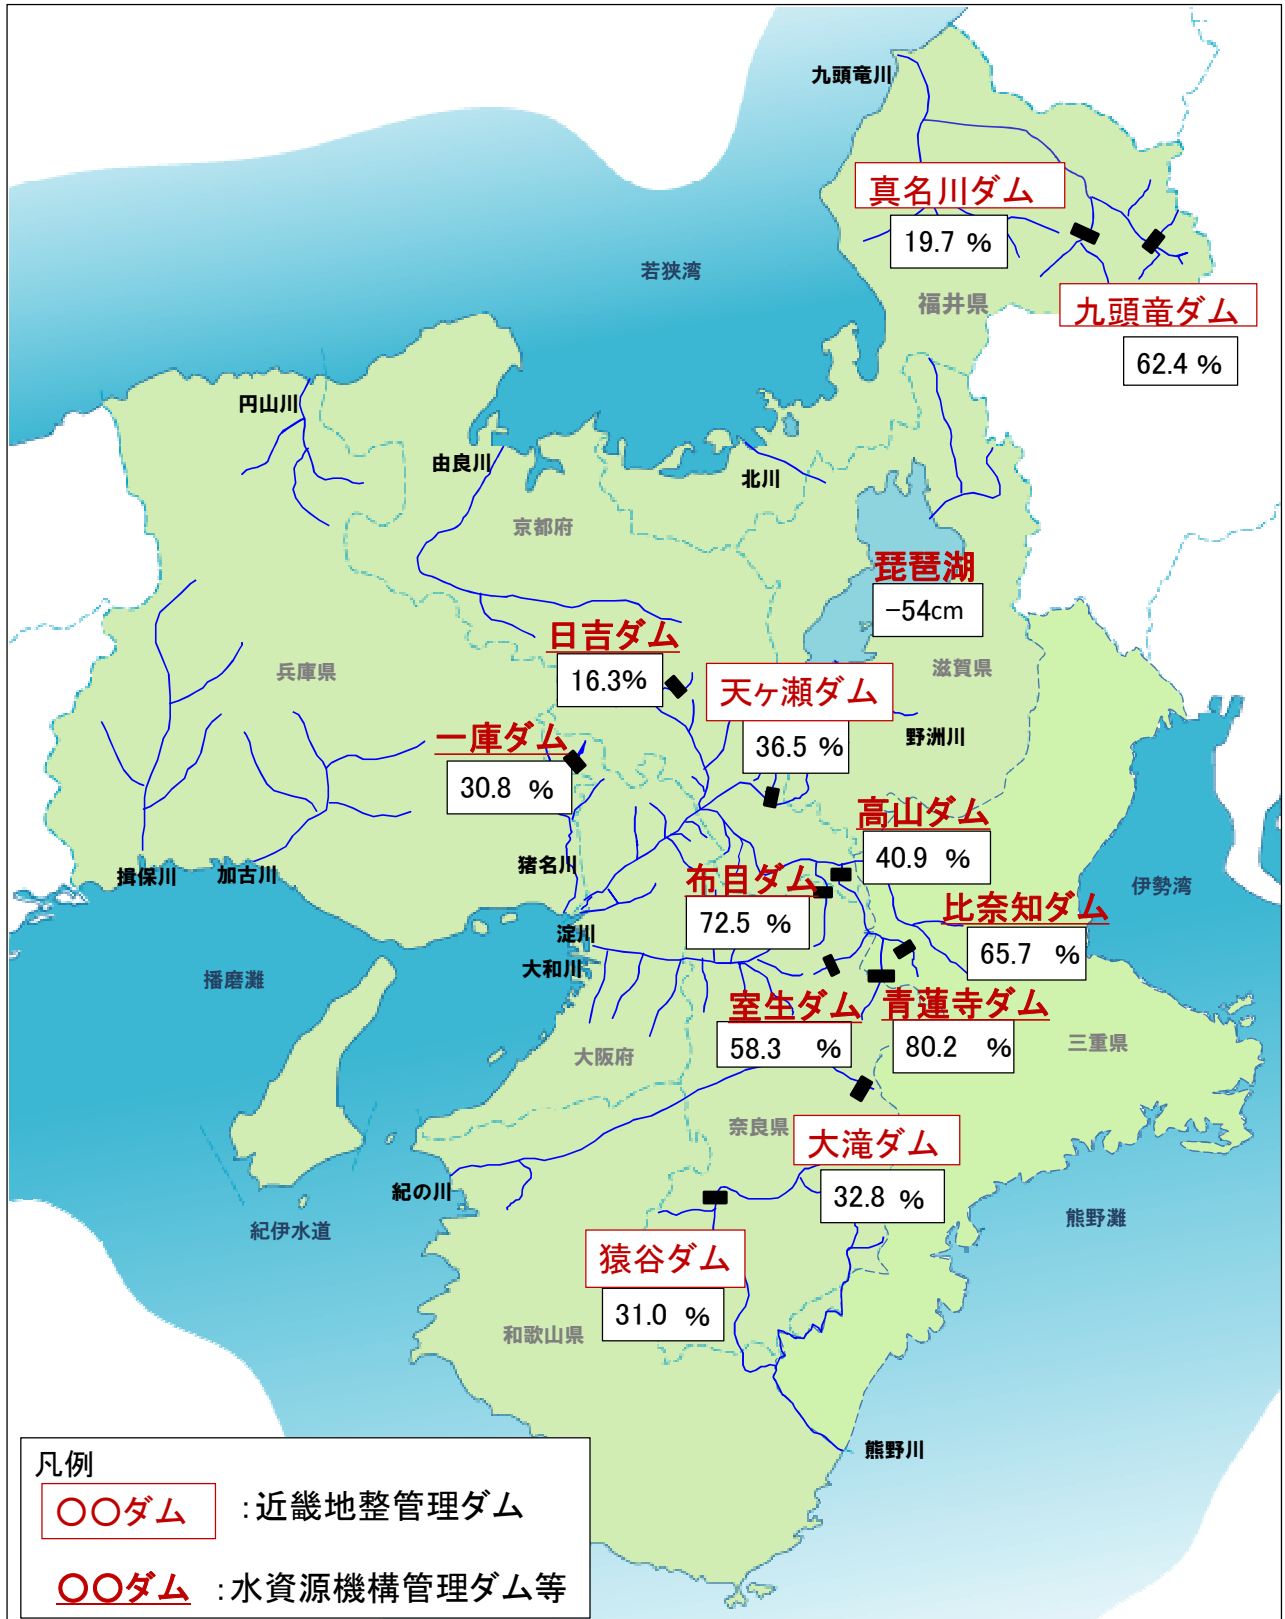 九頭竜川
真名川ダム
19.7 %
若狭湾
福井県
九頭竜ダム
62.4 %
円山川
由良川
北川
京都府
琵琶湖
-54cm
日吉ダム
16.3%
兵庫県
滋賀県
天ヶ瀬ダム
36.5 %
野洲川
一庫ダム
30.8 %
高山ダム
40.9 %
猪名川
揖保川
加古川
布目ダム
72.5 %
伊勢湾
比奈知ダム
65.7 %
淀川
大和川
播磨灘
室生ダム
58.3 %
青蓮寺ダム
80.2 %
三重県
大阪府
奈良県
大滝ダム
32.8 %
紀の川
紀伊水道
熊野灘
猿谷ダム
31.0 %
和歌山県
熊野川
凡例
〇〇ダム :近畿地整管理ダム
〇〇ダム :水資源機構管理ダム等